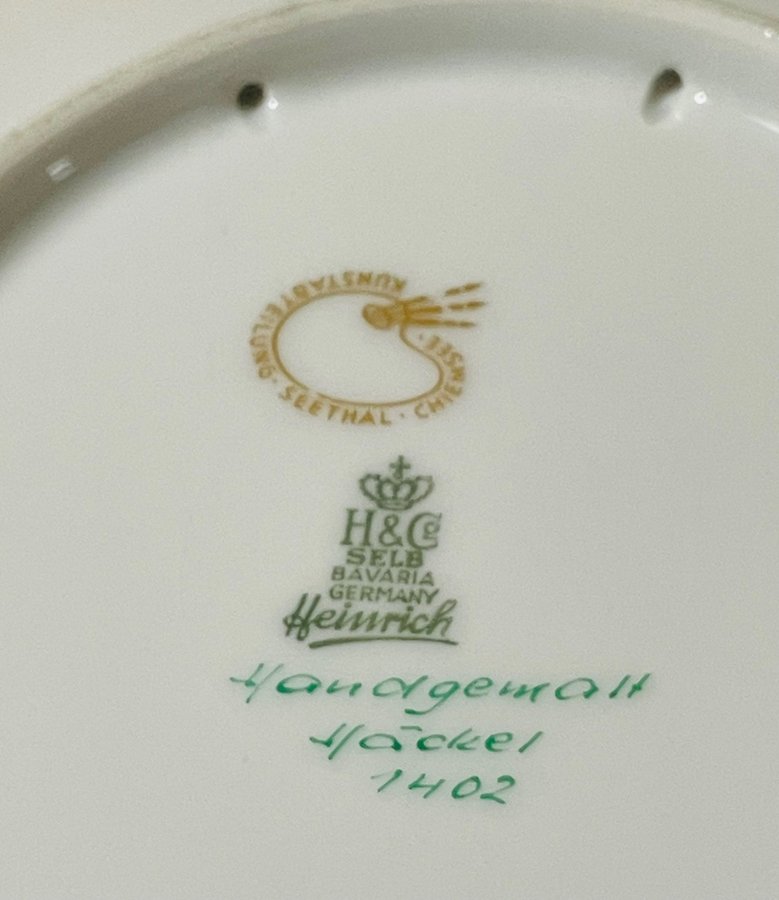 KUNSTABTEILUNG · SEETHAL · CHIEMSEE ·
H&Co
SELB
BAVARIA
GERMANY
Heinrich
Handgemalt
Häckel
1402